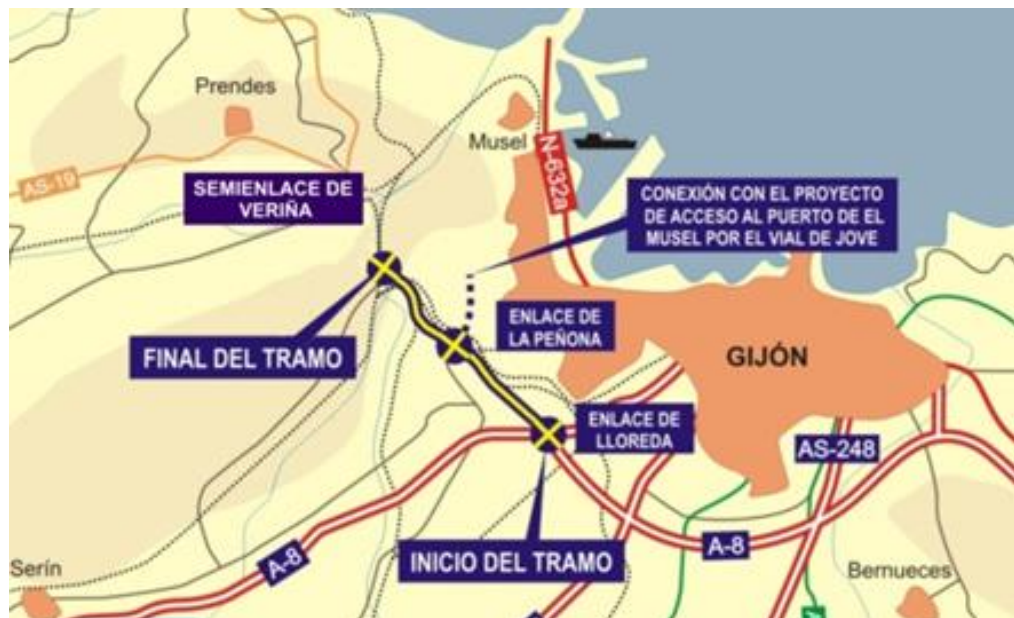 Prendes
Musel
N-632a
AS-19
SEMIENLACE DE
VERIÑA
CONEXIÓN CON EL PROYECTO
DE ACCESO AL PUERTO DE EL
MUSEL POR EL VIAL DE JOVE
ENLACE DE
LA PEÑONA
FINAL DEL TRAMO
GIJÓN
ENLACE DE
LLOREDA
AS-248
A-8
INICIO DEL TRAMO
A-8
Serín
Bernueces